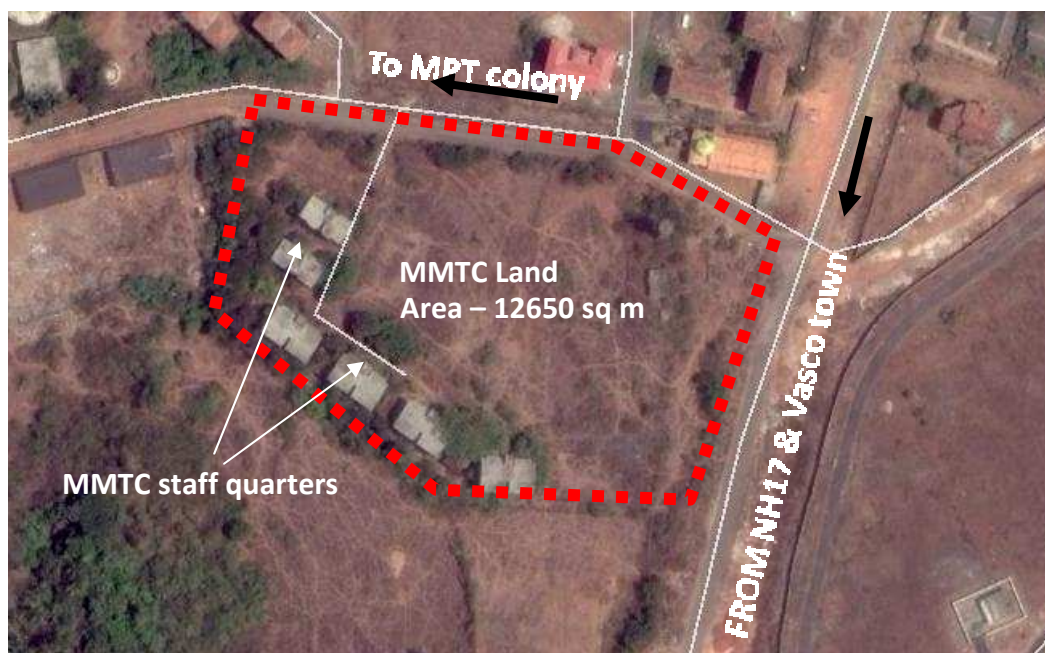 To MPT colony
MMTC Land
Area – 12650 sq m
FROM NH17 & Vasco town
MMTC staff quarters